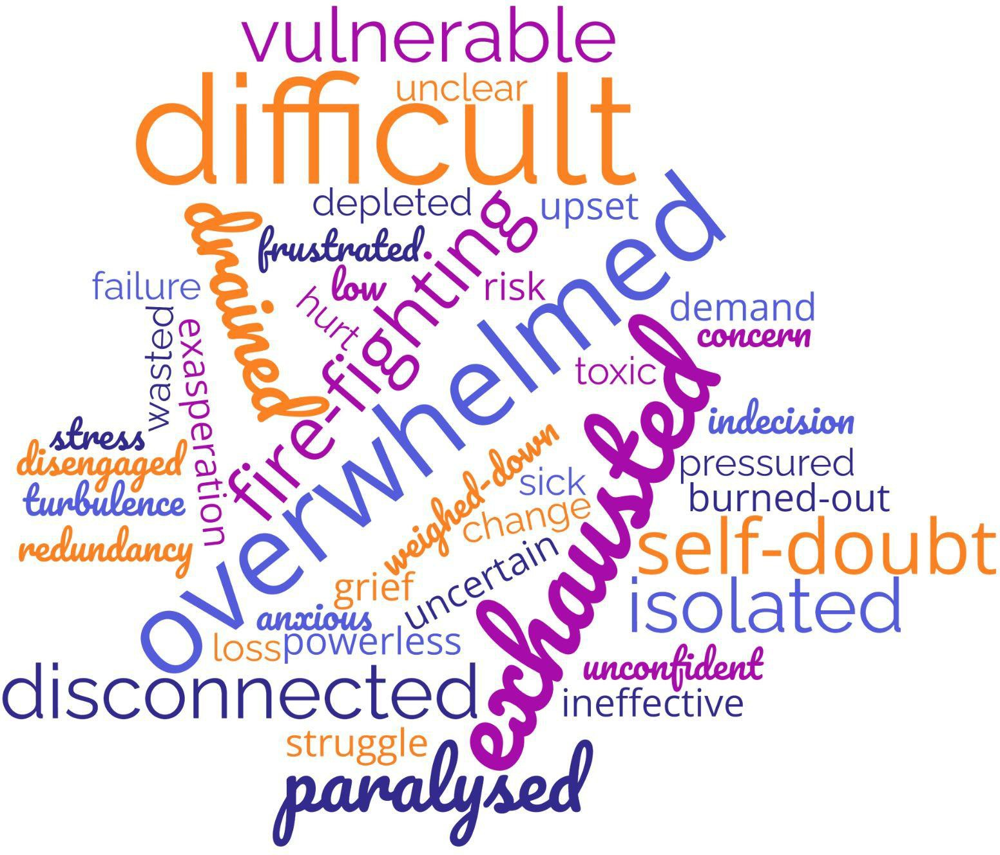 vulnerable
unclear
difficult
depleted
upset
drained
frustrated
fire-fighting
overwhelmed
low
hurt
risk
failure
wasted
exasperation
demand
concern
toxic
exhausted
stress
disengaged
turbulence
redundancy
indecision
pressured
burned-out
weighed-down
sick
change
uncertain
self-doubt
isolated
grief
anxious
loss
powerless
disconnected
unconfident
ineffective
struggle
paralysed